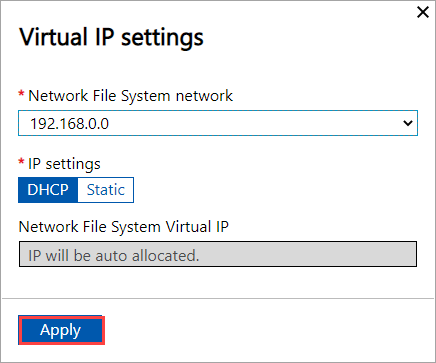 Virtual IP settings
* Network File System network
192.168.0.0
* IP settings
DHCP Static
Network File System Virtual IP
IP will be auto allocated.
Apply